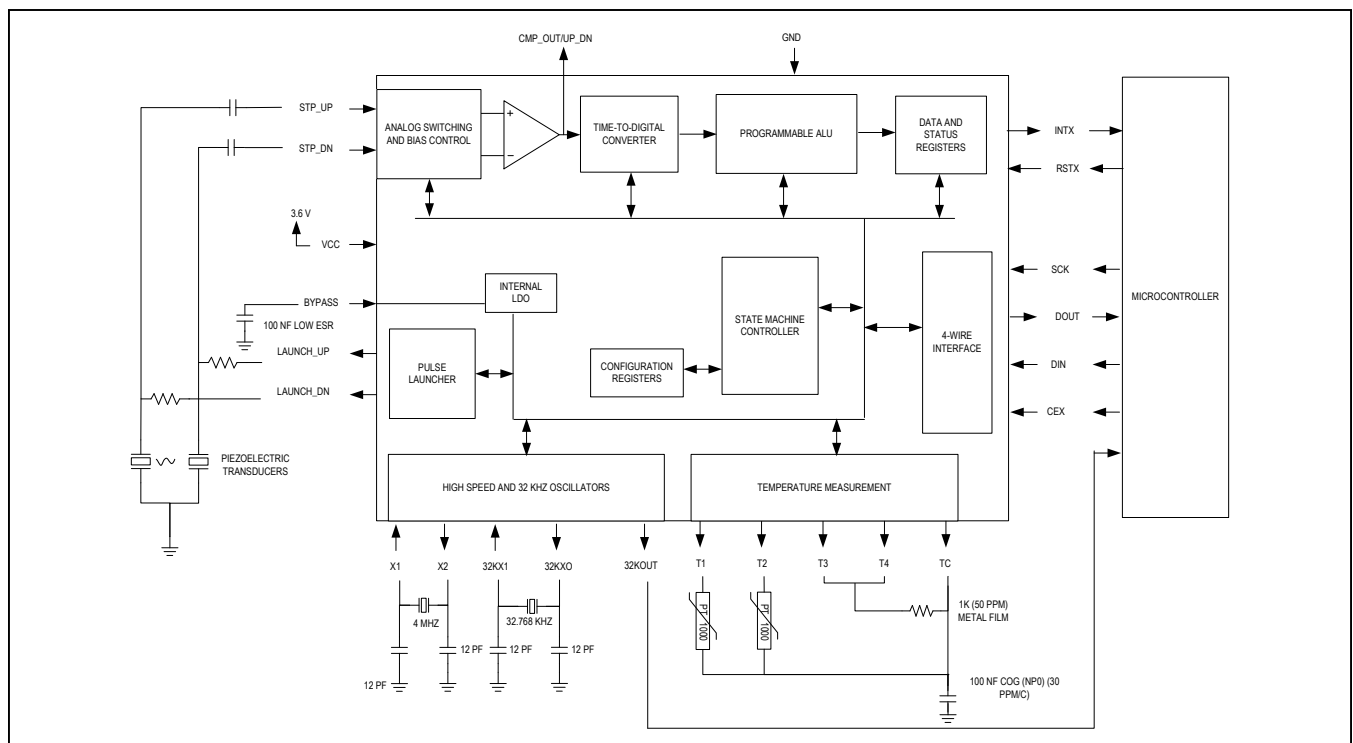 CMP_OUT/UP_DN
GND
STP_UP
STP_DN
ANALOG SWITCHING
AND BIAS CONTROL
+
−
TIME-TO-DIGITAL
CONVERTER
PROGRAMMABLE ALU
DATA AND
STATUS
REGISTERS
INTX
RSTX
3.6 V
VCC
BYPASS
100 NF LOW ESR
INTERNAL
LDO
LAUNCH_UP
LAUNCH_DN
PULSE
LAUNCHER
CONFIGURATION
REGISTERS
STATE MACHINE
CONTROLLER
4-WIRE
INTERFACE
SCK
DOUT
DIN
CEX
MICROCONTROLLER
PIEZOELECTRIC
TRANSDUCERS
HIGH SPEED AND 32 KHZ OSCILLATORS
TEMPERATURE MEASUREMENT
X1
X2
32KX1
32KXO
32KOUT
T1
T2
T3
T4
TC
4 MHZ
32.768 KHZ
12 PF
12 PF
12 PF
12 PF
PT
1000
PT
1000
1K (50 PPM)
METAL FILM
100 NF COG (NP0) (30
PPM/C)